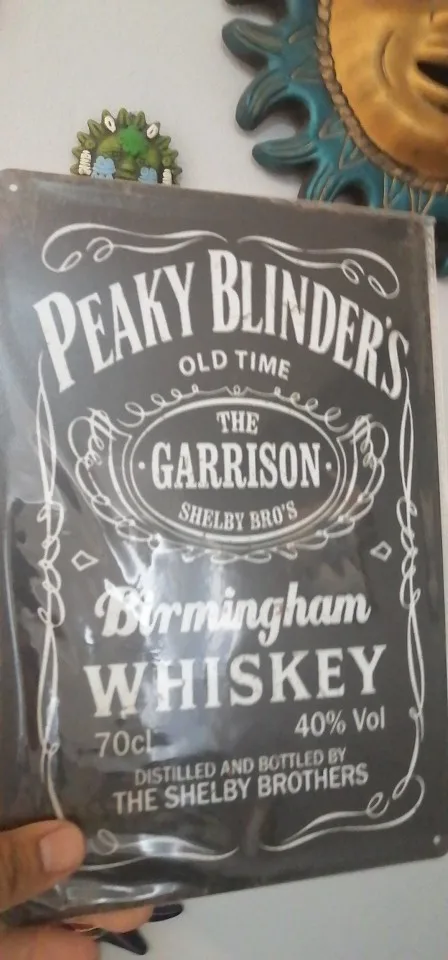 PEAKY BLINDER'S
OLD TIME
THE
·GARRISON·
SHELBY BRO'S
Birmingham
WHISKEY
70cl
40% Vol
DISTILLED AND BOTTLED BY
THE SHELBY BROTHERS